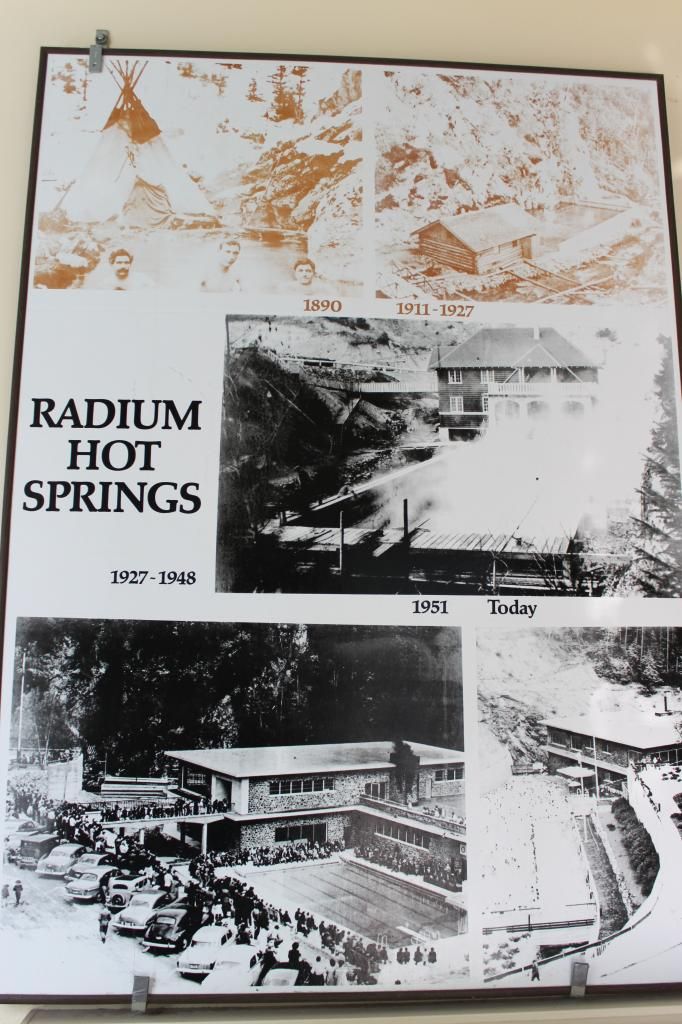 1890
1911-1927
RADIUM
HOT
SPRINGS
1927-1948
1951
Today